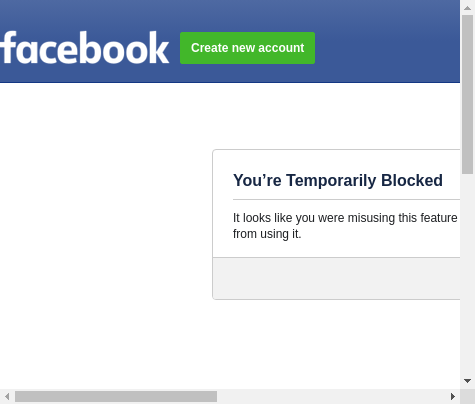 facebook
Create new account
You’re Temporarily Blocked
It looks like you were misusing this feature
from using it.